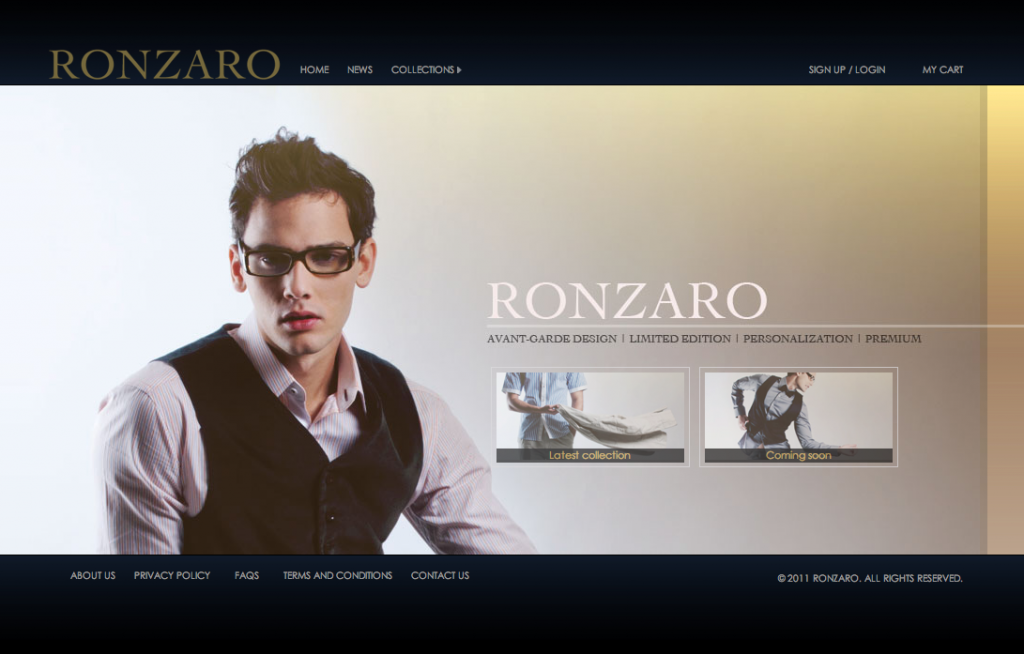 RONZARO HOME NEWS COLLECTIONS SIGN UP / LOGIN MY CART
RONZARO
AVANT-GARDE DESIGN | LIMITED EDITION | PERSONALIZATION | PREMIUM
Latest collection Coming soon
ABOUT US PRIVACY POLICY FAQS TERMS AND CONDITIONS CONTACT US © 2011 RONZARO. ALL RIGHTS RESERVED.